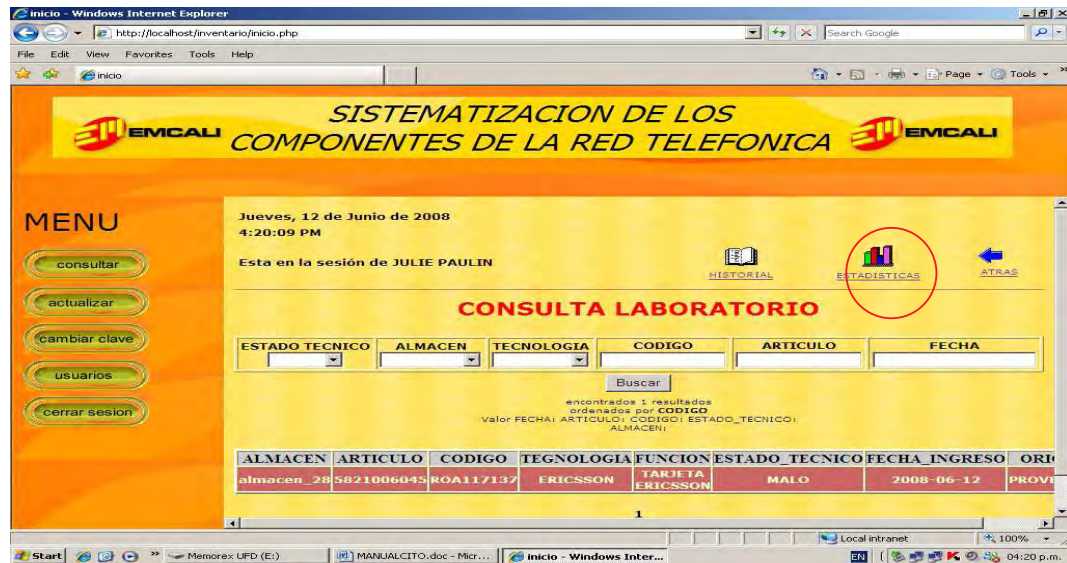 inicio - Windows Internet Explorer
http://localhost/inventario/inicio.php
Search Google
File Edit View Favorites Tools Help
inicio
Page Tools
EMCALI
SISTEMATIZACION DE LOS
COMPONENTES DE LA RED TELEFONICA
EMCALI
MENU
consultar
actualizar
cambiar clave
usuarios
cerrar sesion
Jueves, 12 de Junio de 2008
4:20:09 PM
Esta en la sesión de JULIE PAULIN
HISTORIAL ESTADISTICAS ATRAS
CONSULTA LABORATORIO
ESTADO TECNICO ALMACEN TECNOLOGIA CODIGO ARTICULO FECHA
Buscar
encontrados 1 resultados
ordenados por CODIGO
Valor FECHA: ARTICULO: CODIGO: ESTADO_TECNICO:
ALMACEN:
ALMACEN ARTICULO CODIGO TEGNOLOGIA FUNCION ESTADO_TECNICO FECHA_INGRESO ORI
almacen_28 5821006045 ROA117137 ERICSSON TARJETA ERICSSON MALO 2008-06-12 PROVE
1
Local intranet 100%
Start Memorex UFD (E:) MANUALCITO.doc - Micr... inicio - Windows Inter... EN 04:20 p.m.